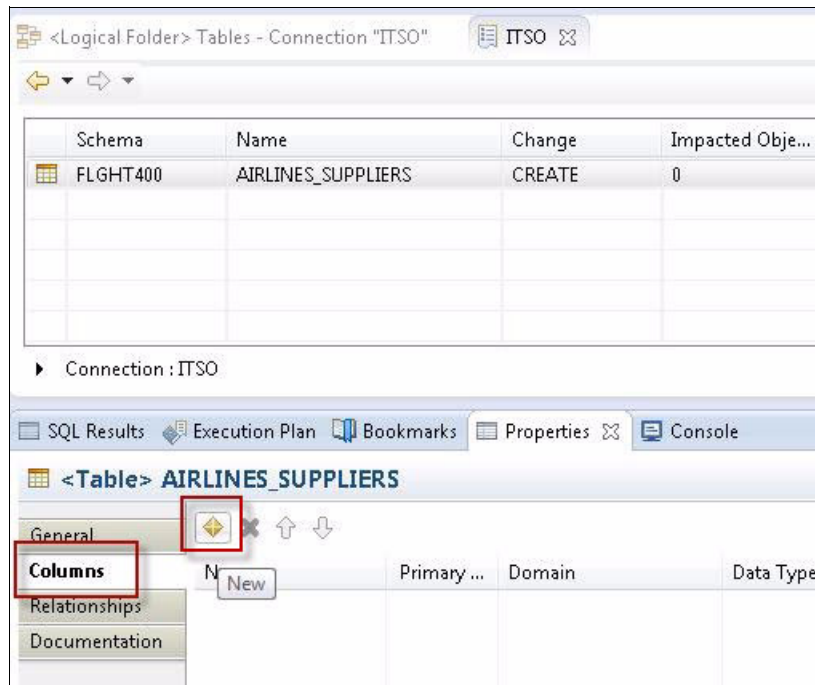 <Logical Folder> Tables - Connection "ITSO" ITSO
Schema Name Change Impacted Obje...
FLGHT400 AIRLINES_SUPPLIERS CREATE 0
Connection : ITSO
SQL Results Execution Plan Bookmarks Properties Console
<Table> AIRLINES_SUPPLIERS
General
Columns N Primary ... Domain Data Type
New
Relationships
Documentation